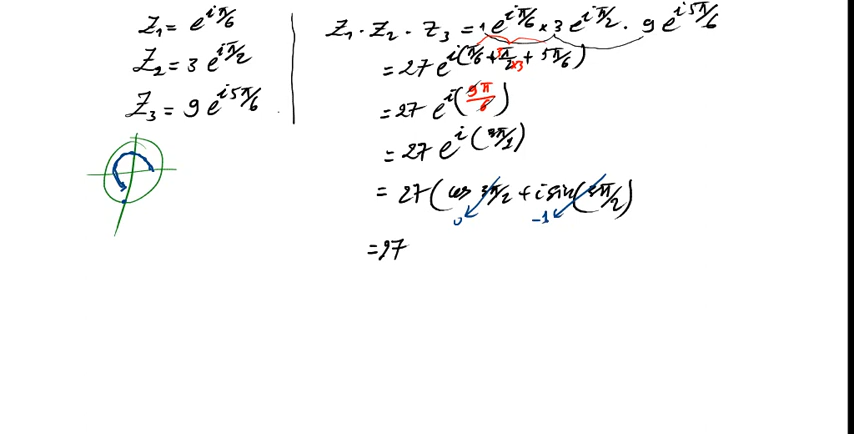 Z₁ = e^{iπ/6}
Z₂ = 3 e^{iπ/2}
Z₃ = 9 e^{i5π/6}
Z₁ · Z₂ · Z₃ = 1 e^{iπ/6} × 3 e^{iπ/2} · 9 e^{i5π/6}
= 27 e^{i(π/6 + 3π/2×3 + 5π/6)}
= 27 e^{i(9π/6)}
= 27 e^{i(3π/2)}
= 27 (cos 3π/2 + i sin(3π/2))
0 -1
= 27